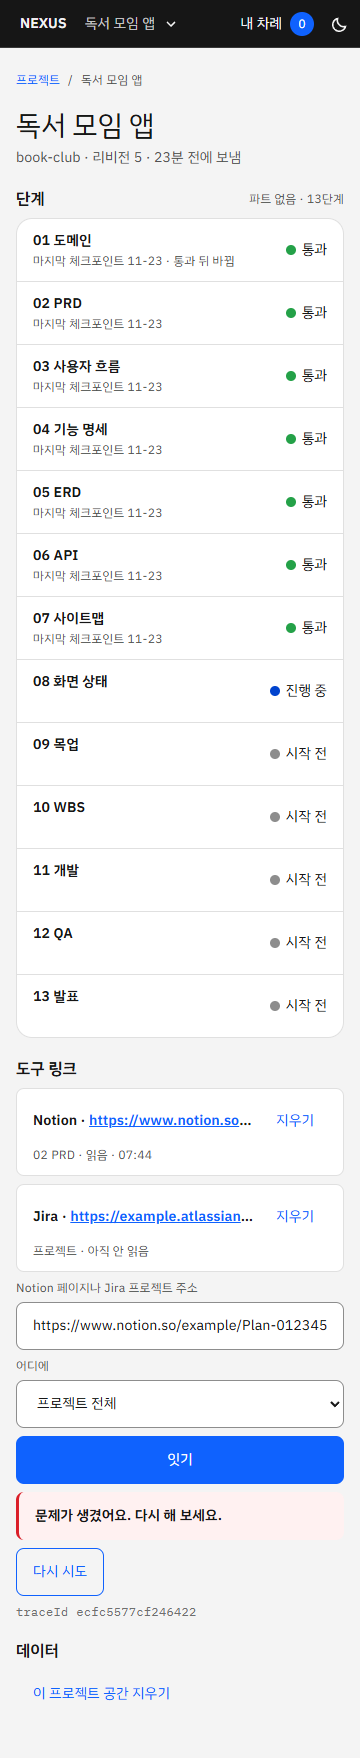 NEXUS 독서 모임 앱 내 차례 0
프로젝트 / 독서 모임 앱
독서 모임 앱
book-club · 리비전 5 · 23분 전에 보냄
단계 파트 없음 · 13단계
01 도메인
마지막 체크포인트 11-23 · 통과 뒤 바뀜
통과
02 PRD
마지막 체크포인트 11-23
통과
03 사용자 흐름
마지막 체크포인트 11-23
통과
04 기능 명세
마지막 체크포인트 11-23
통과
05 ERD
마지막 체크포인트 11-23
통과
06 API
마지막 체크포인트 11-23
통과
07 사이트맵
마지막 체크포인트 11-23
통과
08 화면 상태
진행 중
09 목업
시작 전
10 WBS
시작 전
11 개발
시작 전
12 QA
시작 전
13 발표
시작 전
도구 링크
Notion · https://www.notion.so... 지우기
02 PRD · 읽음 · 07:44
Jira · https://example.atlassian... 지우기
프로젝트 · 아직 안 읽음
Notion 페이지나 Jira 프로젝트 주소
https://www.notion.so/example/Plan-012345
어디에
프로젝트 전체
잇기
문제가 생겼어요. 다시 해 보세요.
다시 시도
traceId ecfc5577cf246422
데이터
이 프로젝트 공간 지우기